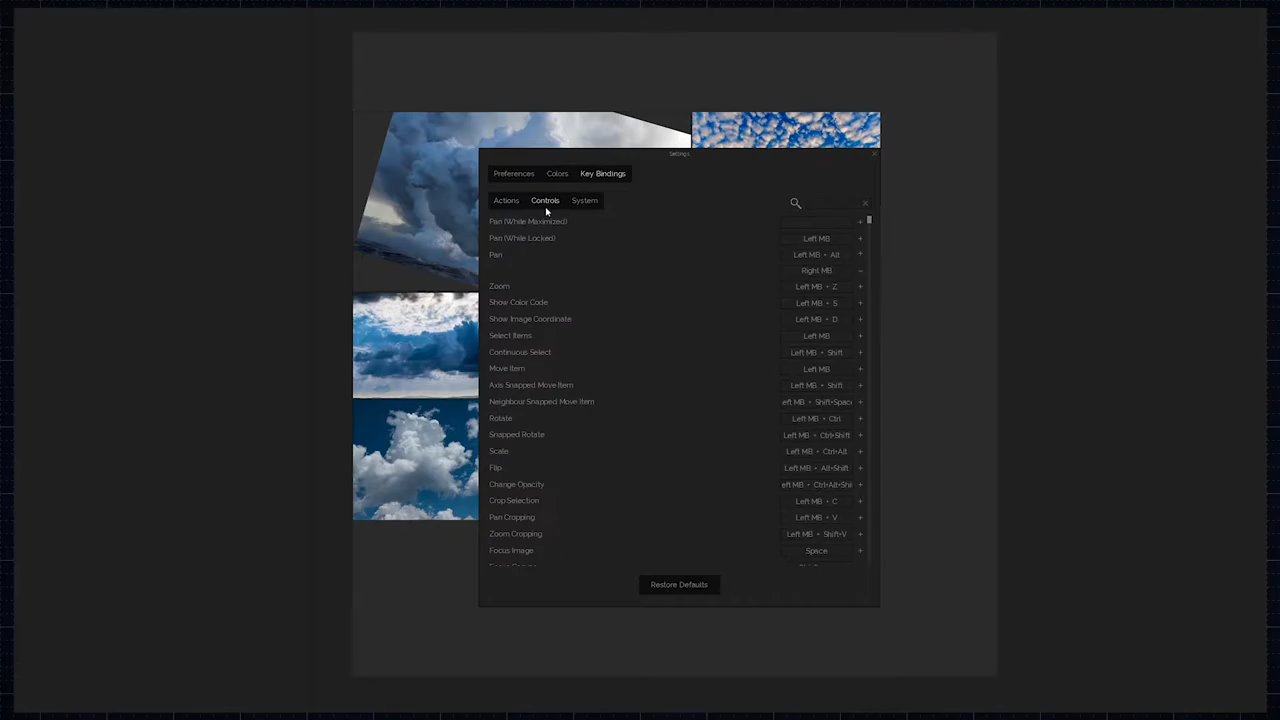 Settings
Preferences Colors Key Bindings
Actions Controls System
Pan (While Maximized) +
Pan (While Locked) Left MB +
Pan Left MB + Alt +
Right MB -
Zoom Left MB + Z +
Show Color Code Left MB + S +
Show Image Coordinate Left MB + D +
Select Items Left MB +
Continuous Select Left MB + Shift +
Move Item Left MB +
Axis Snapped Move Item Left MB + Shift +
Neighbour Snapped Move Item eft MB + Shift+Spac +
Rotate Left MB + Ctrl +
Snapped Rotate Left MB + Ctrl+Shift +
Scale Left MB + Ctrl+Alt +
Flip Left MB + Alt+Shift +
Change Opacity eft MB + Ctrl+Alt+Shi +
Crop Selection Left MB + C +
Pan Cropping Left MB + V +
Zoom Cropping Left MB + Shift+V +
Focus Image Space +
Restore Defaults